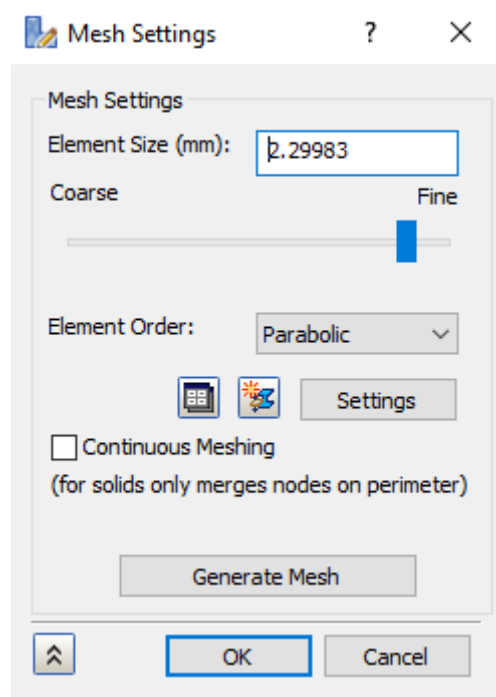 Mesh Settings ?
Mesh Settings
Element Size (mm): 2.29983
Coarse Fine
Element Order: Parabolic
Settings
Continuous Meshing
(for solids only merges nodes on perimeter)
Generate Mesh
OK Cancel